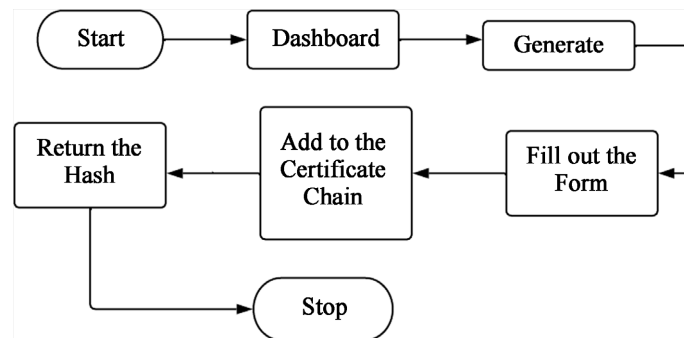 Start
Dashboard
Generate
Return the
Hash
Add to the
Certificate
Chain
Fill out the
Form
Stop